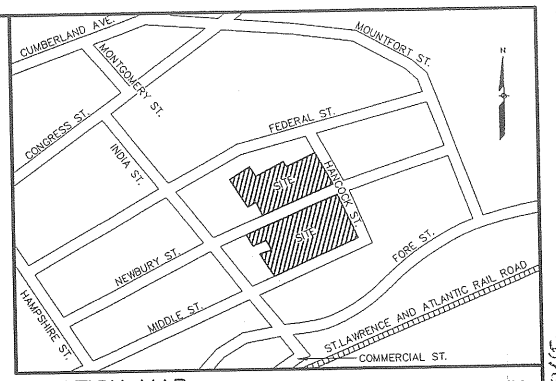 CUMBERLAND AVE.
MOUNTFORT ST.
MONTGOMERY ST.
N
CONGRESS ST.
FEDERAL ST.
INDIA ST.
SITE
HANCOCK ST.
SITE
NEWBURY ST.
FORE ST.
HAMPSHIRE ST.
MIDDLE ST.
ST.LAWRENCE AND ATLANTIC RAIL ROAD
COMMERCIAL ST.